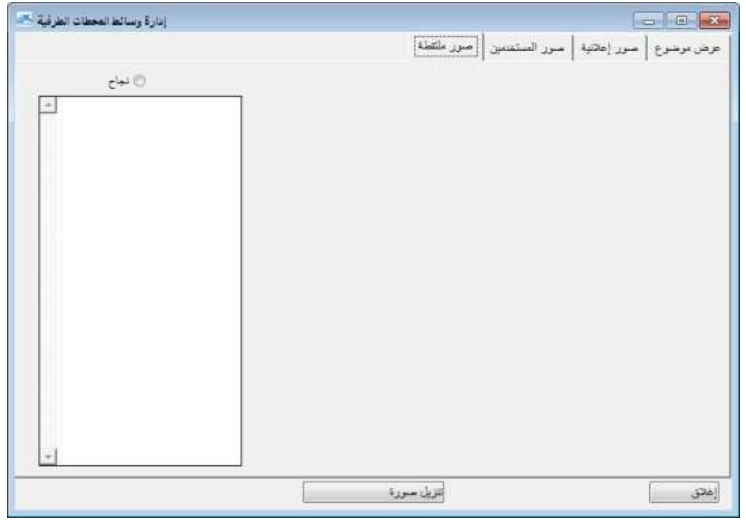 إدارة وسائط المحطات الطرفية
عرض موضوع صور إعلانية صور المستخدمين صور ملتقطة
نجاح
إغلاق تنزيل صورة